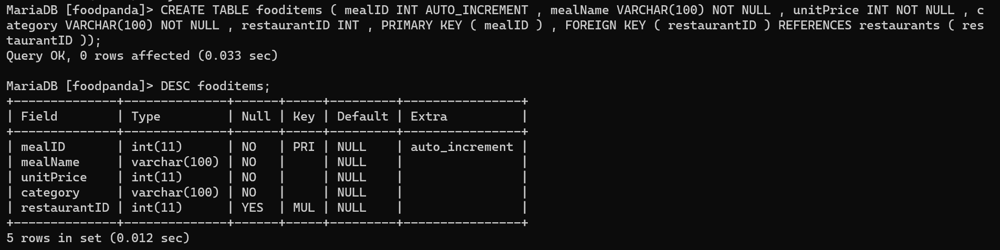 MariaDB [foodpanda]> CREATE TABLE fooditems ( mealID INT AUTO_INCREMENT , mealName VARCHAR(100) NOT NULL , unitPrice INT NOT NULL , c
ategory VARCHAR(100) NOT NULL , restaurantID INT , PRIMARY KEY ( mealID ) , FOREIGN KEY ( restaurantID ) REFERENCES restaurants ( res
taurantID ));
Query OK, 0 rows affected (0.033 sec)

MariaDB [foodpanda]> DESC fooditems;
+--------------+--------------+------+-----+---------+----------------+
| Field        | Type         | Null | Key | Default | Extra          |
+--------------+--------------+------+-----+---------+----------------+
| mealID       | int(11)      | NO   | PRI | NULL    | auto_increment |
| mealName     | varchar(100) | NO   |     | NULL    |                |
| unitPrice    | int(11)      | NO   |     | NULL    |                |
| category     | varchar(100) | NO   |     | NULL    |                |
| restaurantID | int(11)      | YES  | MUL | NULL    |                |
+--------------+--------------+------+-----+---------+----------------+
5 rows in set (0.012 sec)